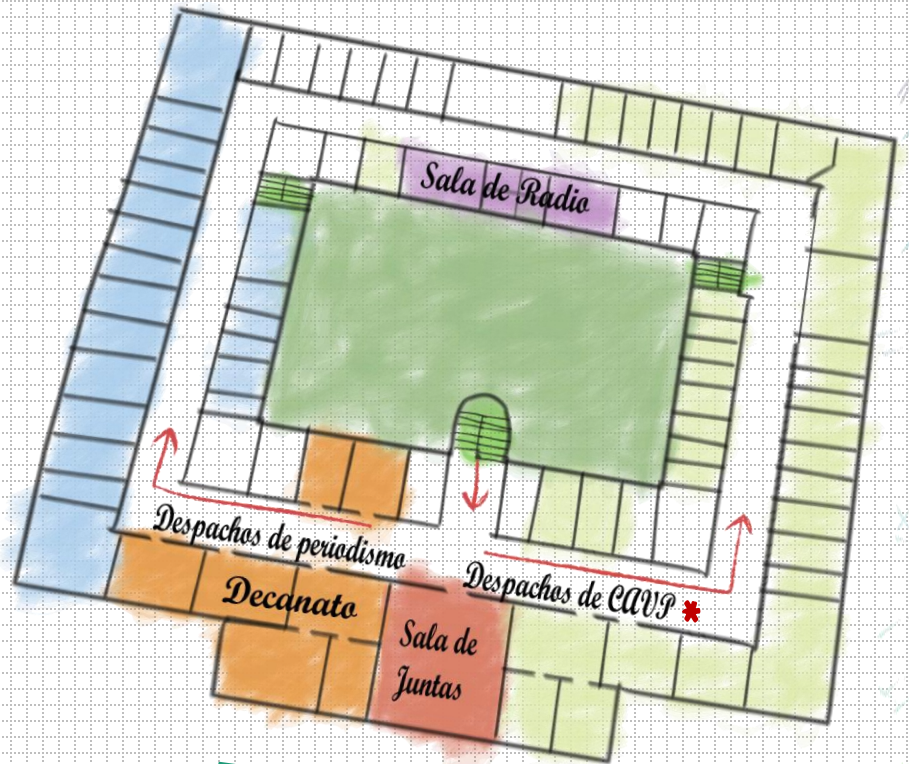 Sala de Radio
Despachos de periodismo
Decanato
Despachos de CAVP *
Sala de
Juntas